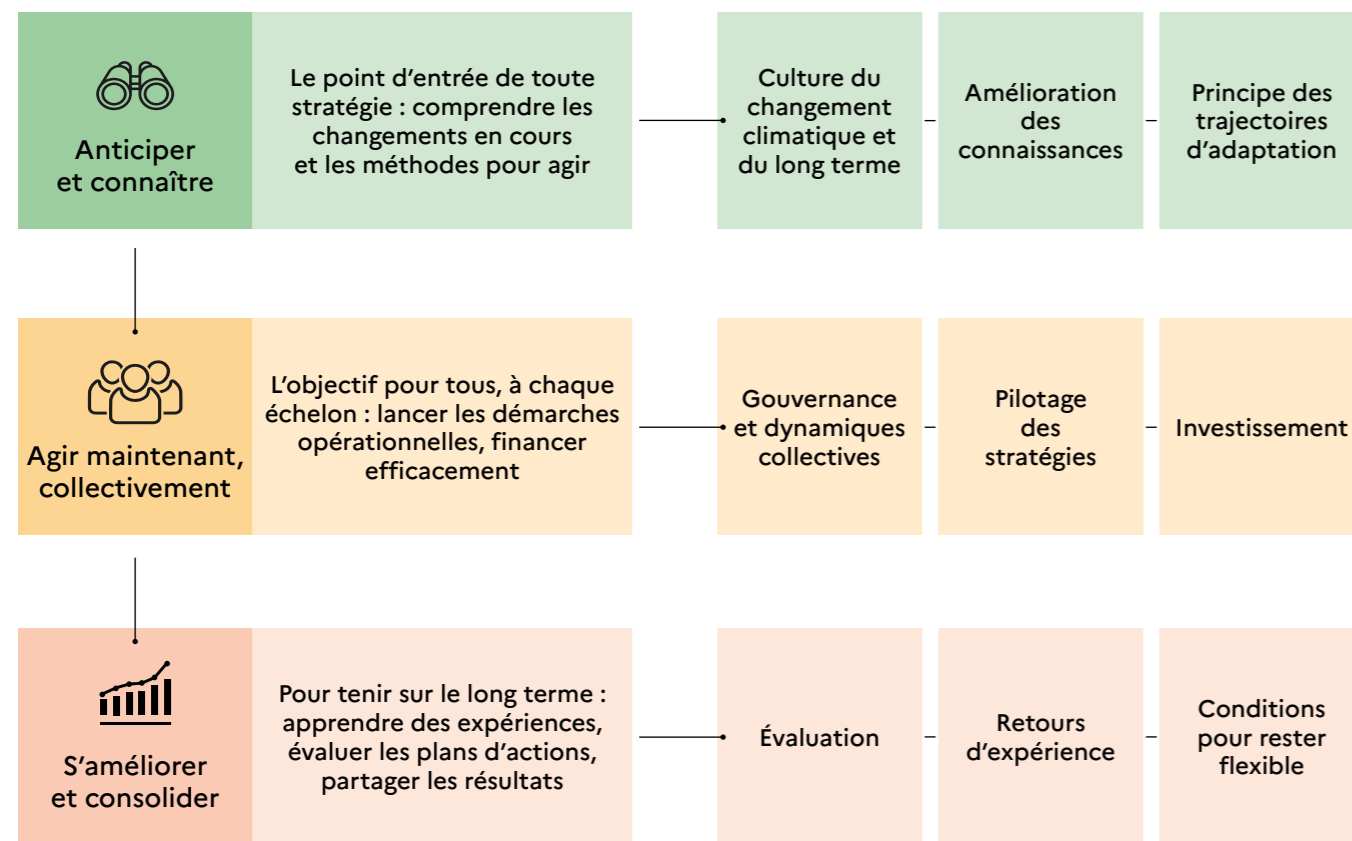 Anticiper
et connaître
Le point d’entrée de toute
stratégie : comprendre les
changements en cours
et les méthodes pour agir
Culture du
changement
climatique et
du long terme
Amélioration
des
connaissances
Principe des
trajectoires
d’adaptation
Agir maintenant,
collectivement
L’objectif pour tous, à chaque
échelon : lancer les démarches
opérationnelles, financer
efficacement
Gouvernance
et dynamiques
collectives
Pilotage
des
stratégies
Investissement
S’améliorer
et consolider
Pour tenir sur le long terme :
apprendre des expériences,
évaluer les plans d’actions,
partager les résultats
Évaluation
Retours
d’expérience
Conditions
pour rester
flexible